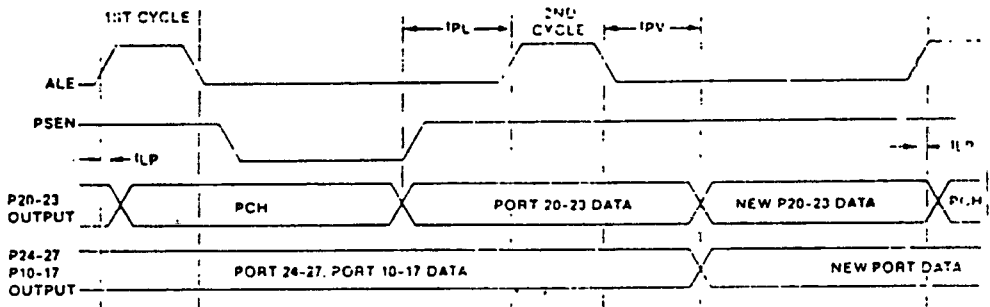 1ST CYCLE
tPL
2ND CYCLE
tPV
ALE
PSEN
tLP
tLP
P20-23 OUTPUT
PCH
PORT 20-23 DATA
NEW P20-23 DATA
PCH
P24-27
P10-17
OUTPUT
PORT 24-27, PORT 10-17 DATA
NEW PORT DATA